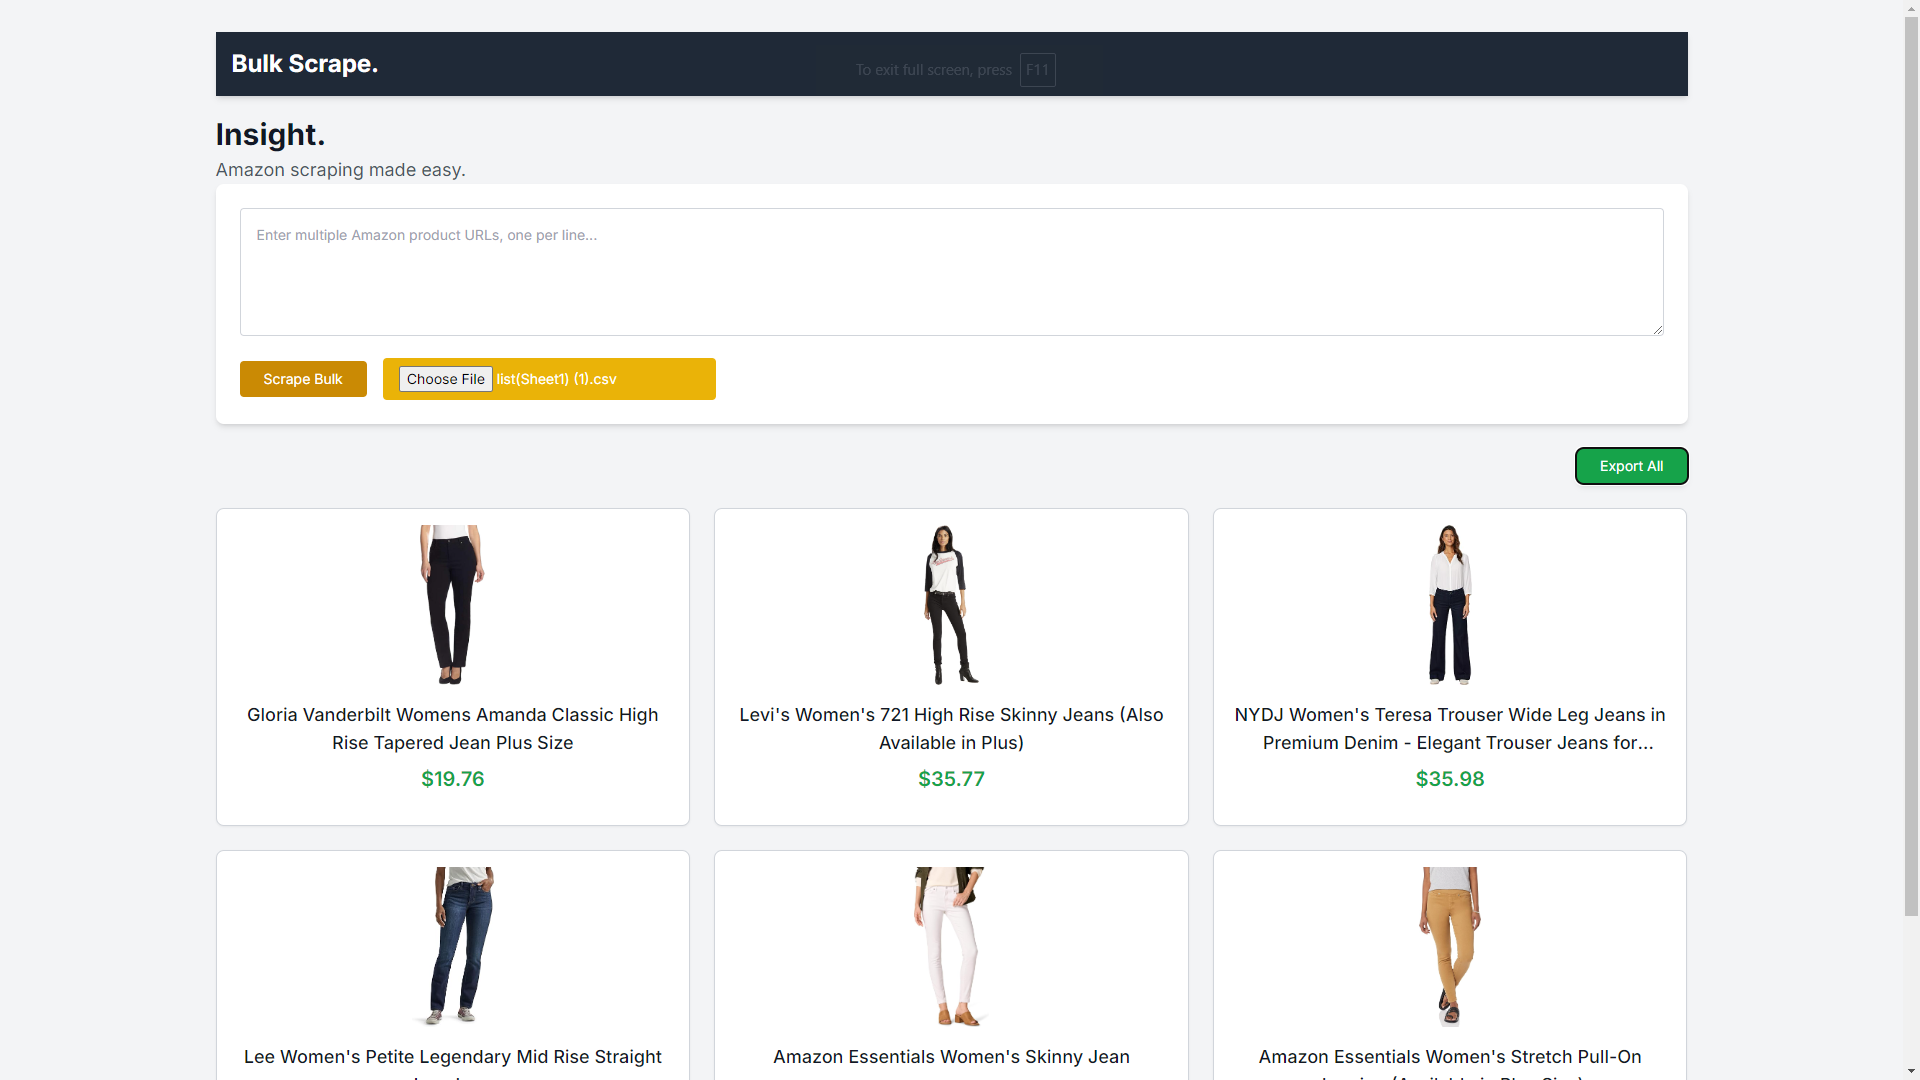 Bulk Scrape.
To exit full screen, press F11
Insight.
Amazon scraping made easy.
Enter multiple Amazon product URLs, one per line...
Scrape Bulk
Choose File list(Sheet1) (1).csv
Export All
Gloria Vanderbilt Womens Amanda Classic High
Rise Tapered Jean Plus Size
$19.76
Levi's Women's 721 High Rise Skinny Jeans (Also
Available in Plus)
$35.77
NYDJ Women's Teresa Trouser Wide Leg Jeans in
Premium Denim - Elegant Trouser Jeans for...
$35.98
Lee Women's Petite Legendary Mid Rise Straight
Amazon Essentials Women's Skinny Jean
Amazon Essentials Women's Stretch Pull-On